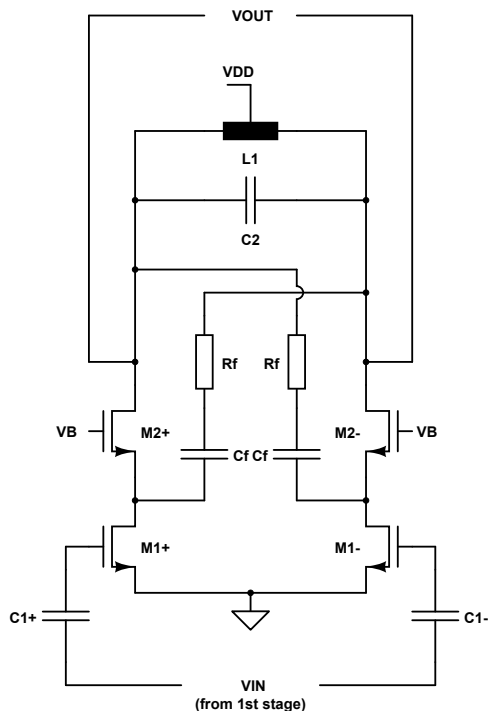 VOUT
VDD
L1
C2
Rf Rf
VB M2+ M2- VB
Cf Cf
M1+ M1-
C1+ C1-
VIN
(from 1st stage)